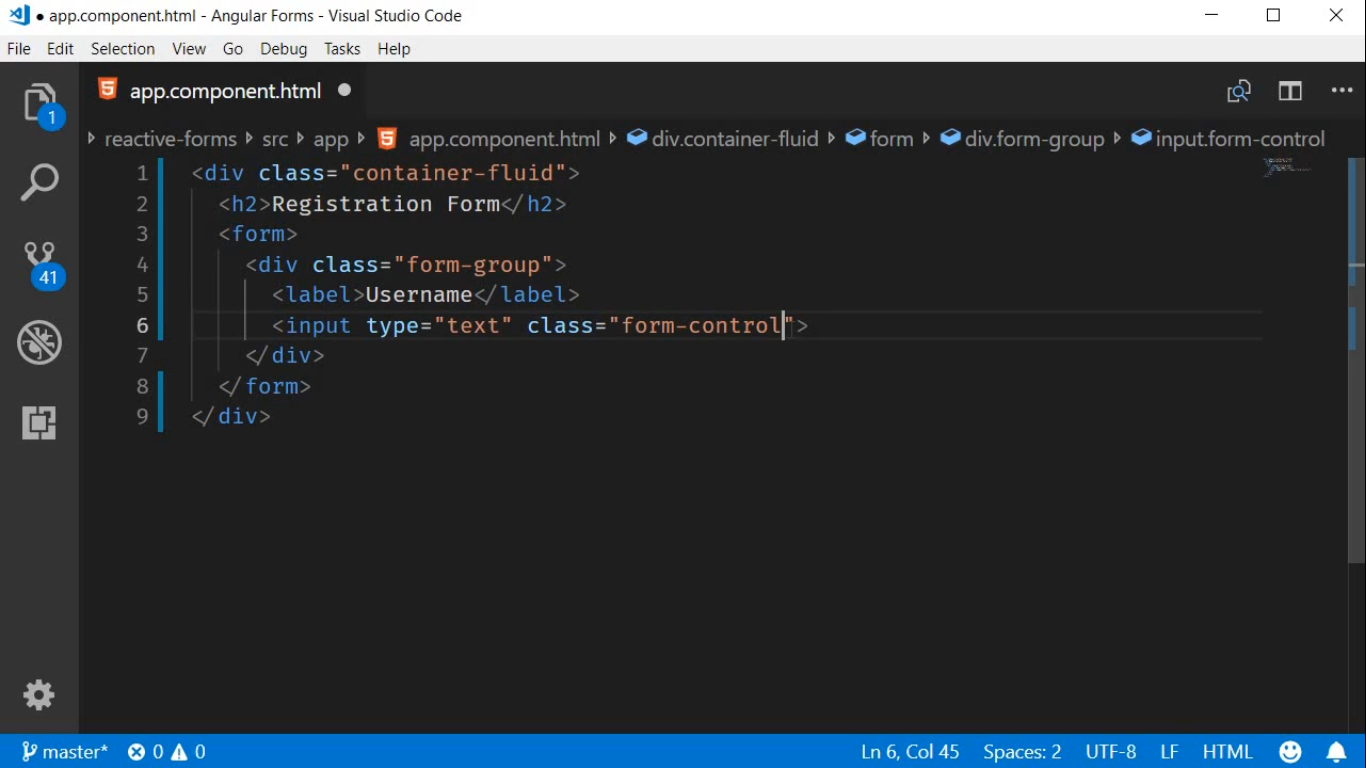 ● app.component.html - Angular Forms - Visual Studio Code
File Edit Selection View Go Debug Tasks Help
1
41
app.component.html ●
reactive-forms src app app.component.html div.container-fluid form div.form-group input.form-control
1 <div class="container-fluid">
2 <h2>Registration Form</h2>
3 <form>
4 <div class="form-group">
5 <label>Username</label>
6 <input type="text" class="form-control">
7 </div>
8 </form>
9 </div>
master* 0 0 Ln 6, Col 45 Spaces: 2 UTF-8 LF HTML